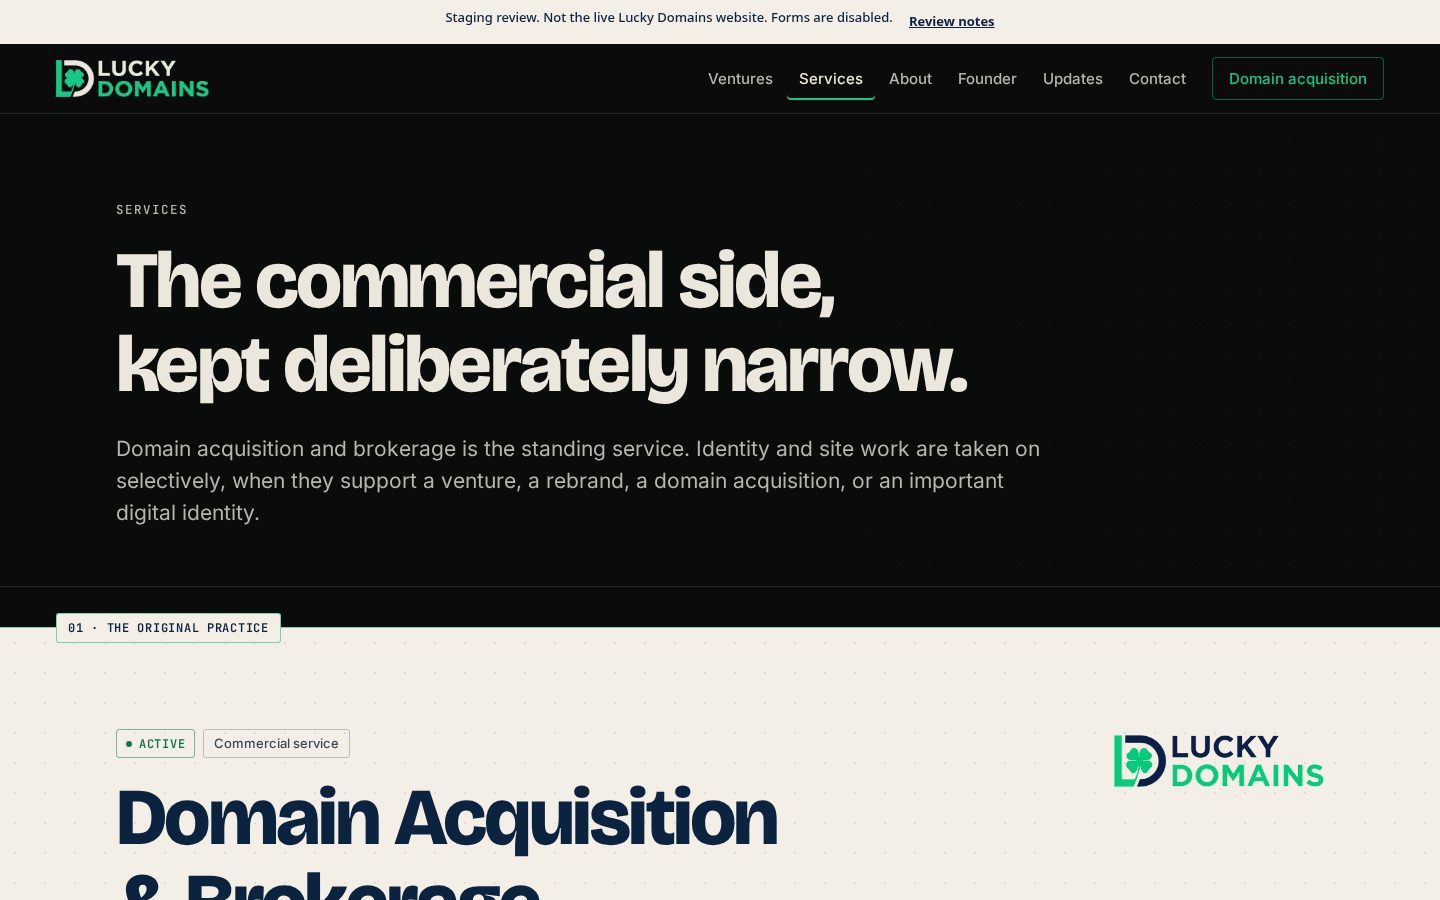 Staging review. Not the live Lucky Domains website. Forms are disabled. Review notes
LUCKY
DOMAINS
Ventures Services About Founder Updates Contact Domain acquisition
SERVICES
The commercial side,
kept deliberately narrow.
Domain acquisition and brokerage is the standing service. Identity and site work are taken on
selectively, when they support a venture, a rebrand, a domain acquisition, or an important
digital identity.
01 · THE ORIGINAL PRACTICE
ACTIVE Commercial service
LUCKY
DOMAINS
Domain Acquisition
& Brokerage